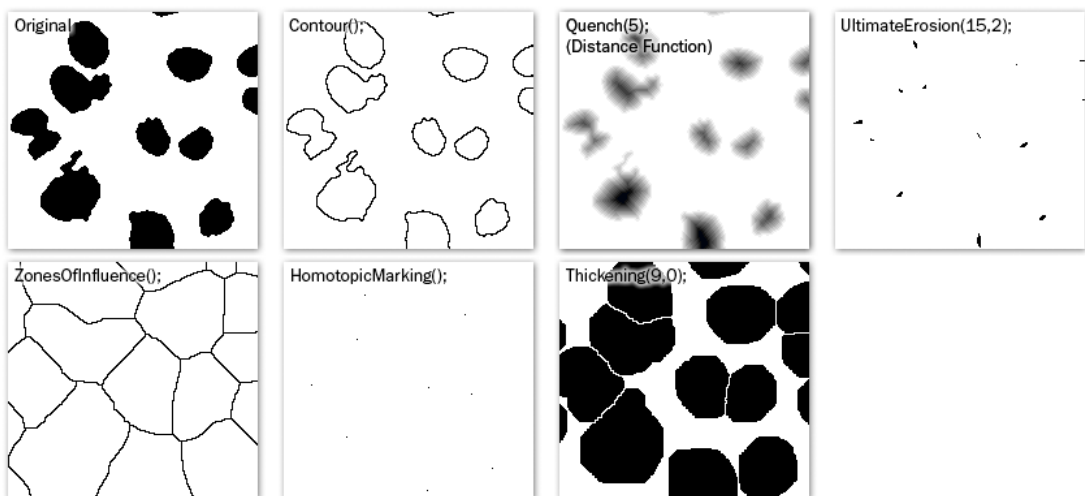 Original
Contour();
Quench(5);
(Distance Function)
UltimateErosion(15,2);
ZonesOfInfluence();
HomotopicMarking();
Thickening(9,0);